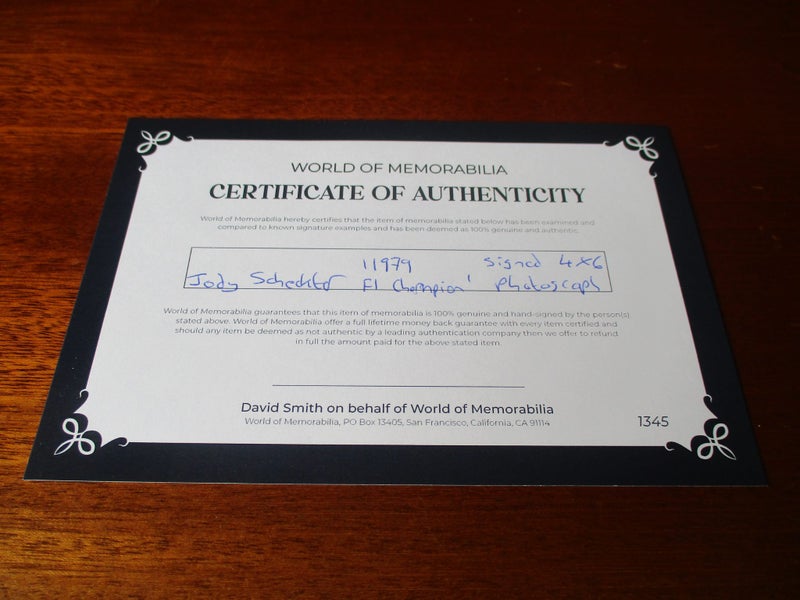 WORLD OF MEMORABILIA
CERTIFICATE OF AUTHENTICITY
World of Memorabilia hereby certifies that the item of memorabilia stated below has been examined and
compared to known signature examples and has been deemed as 100% genuine and authentic.
'1979 signed 4x6
Jody Scheckter F1 Champion' photograph
World of Memorabilia guarantees that this item of memorabilia is 100% genuine and hand-signed by the person(s)
stated above. World of Memorabilia offer a full lifetime money back guarantee with every item certified and
should any item be deemed as not authentic by a leading authentication company then we offer to refund
in full the amount paid for the above stated item.
David Smith on behalf of World of Memorabilia
World of Memorabilia, PO Box 13405, San Francisco, California, CA 91114
1345